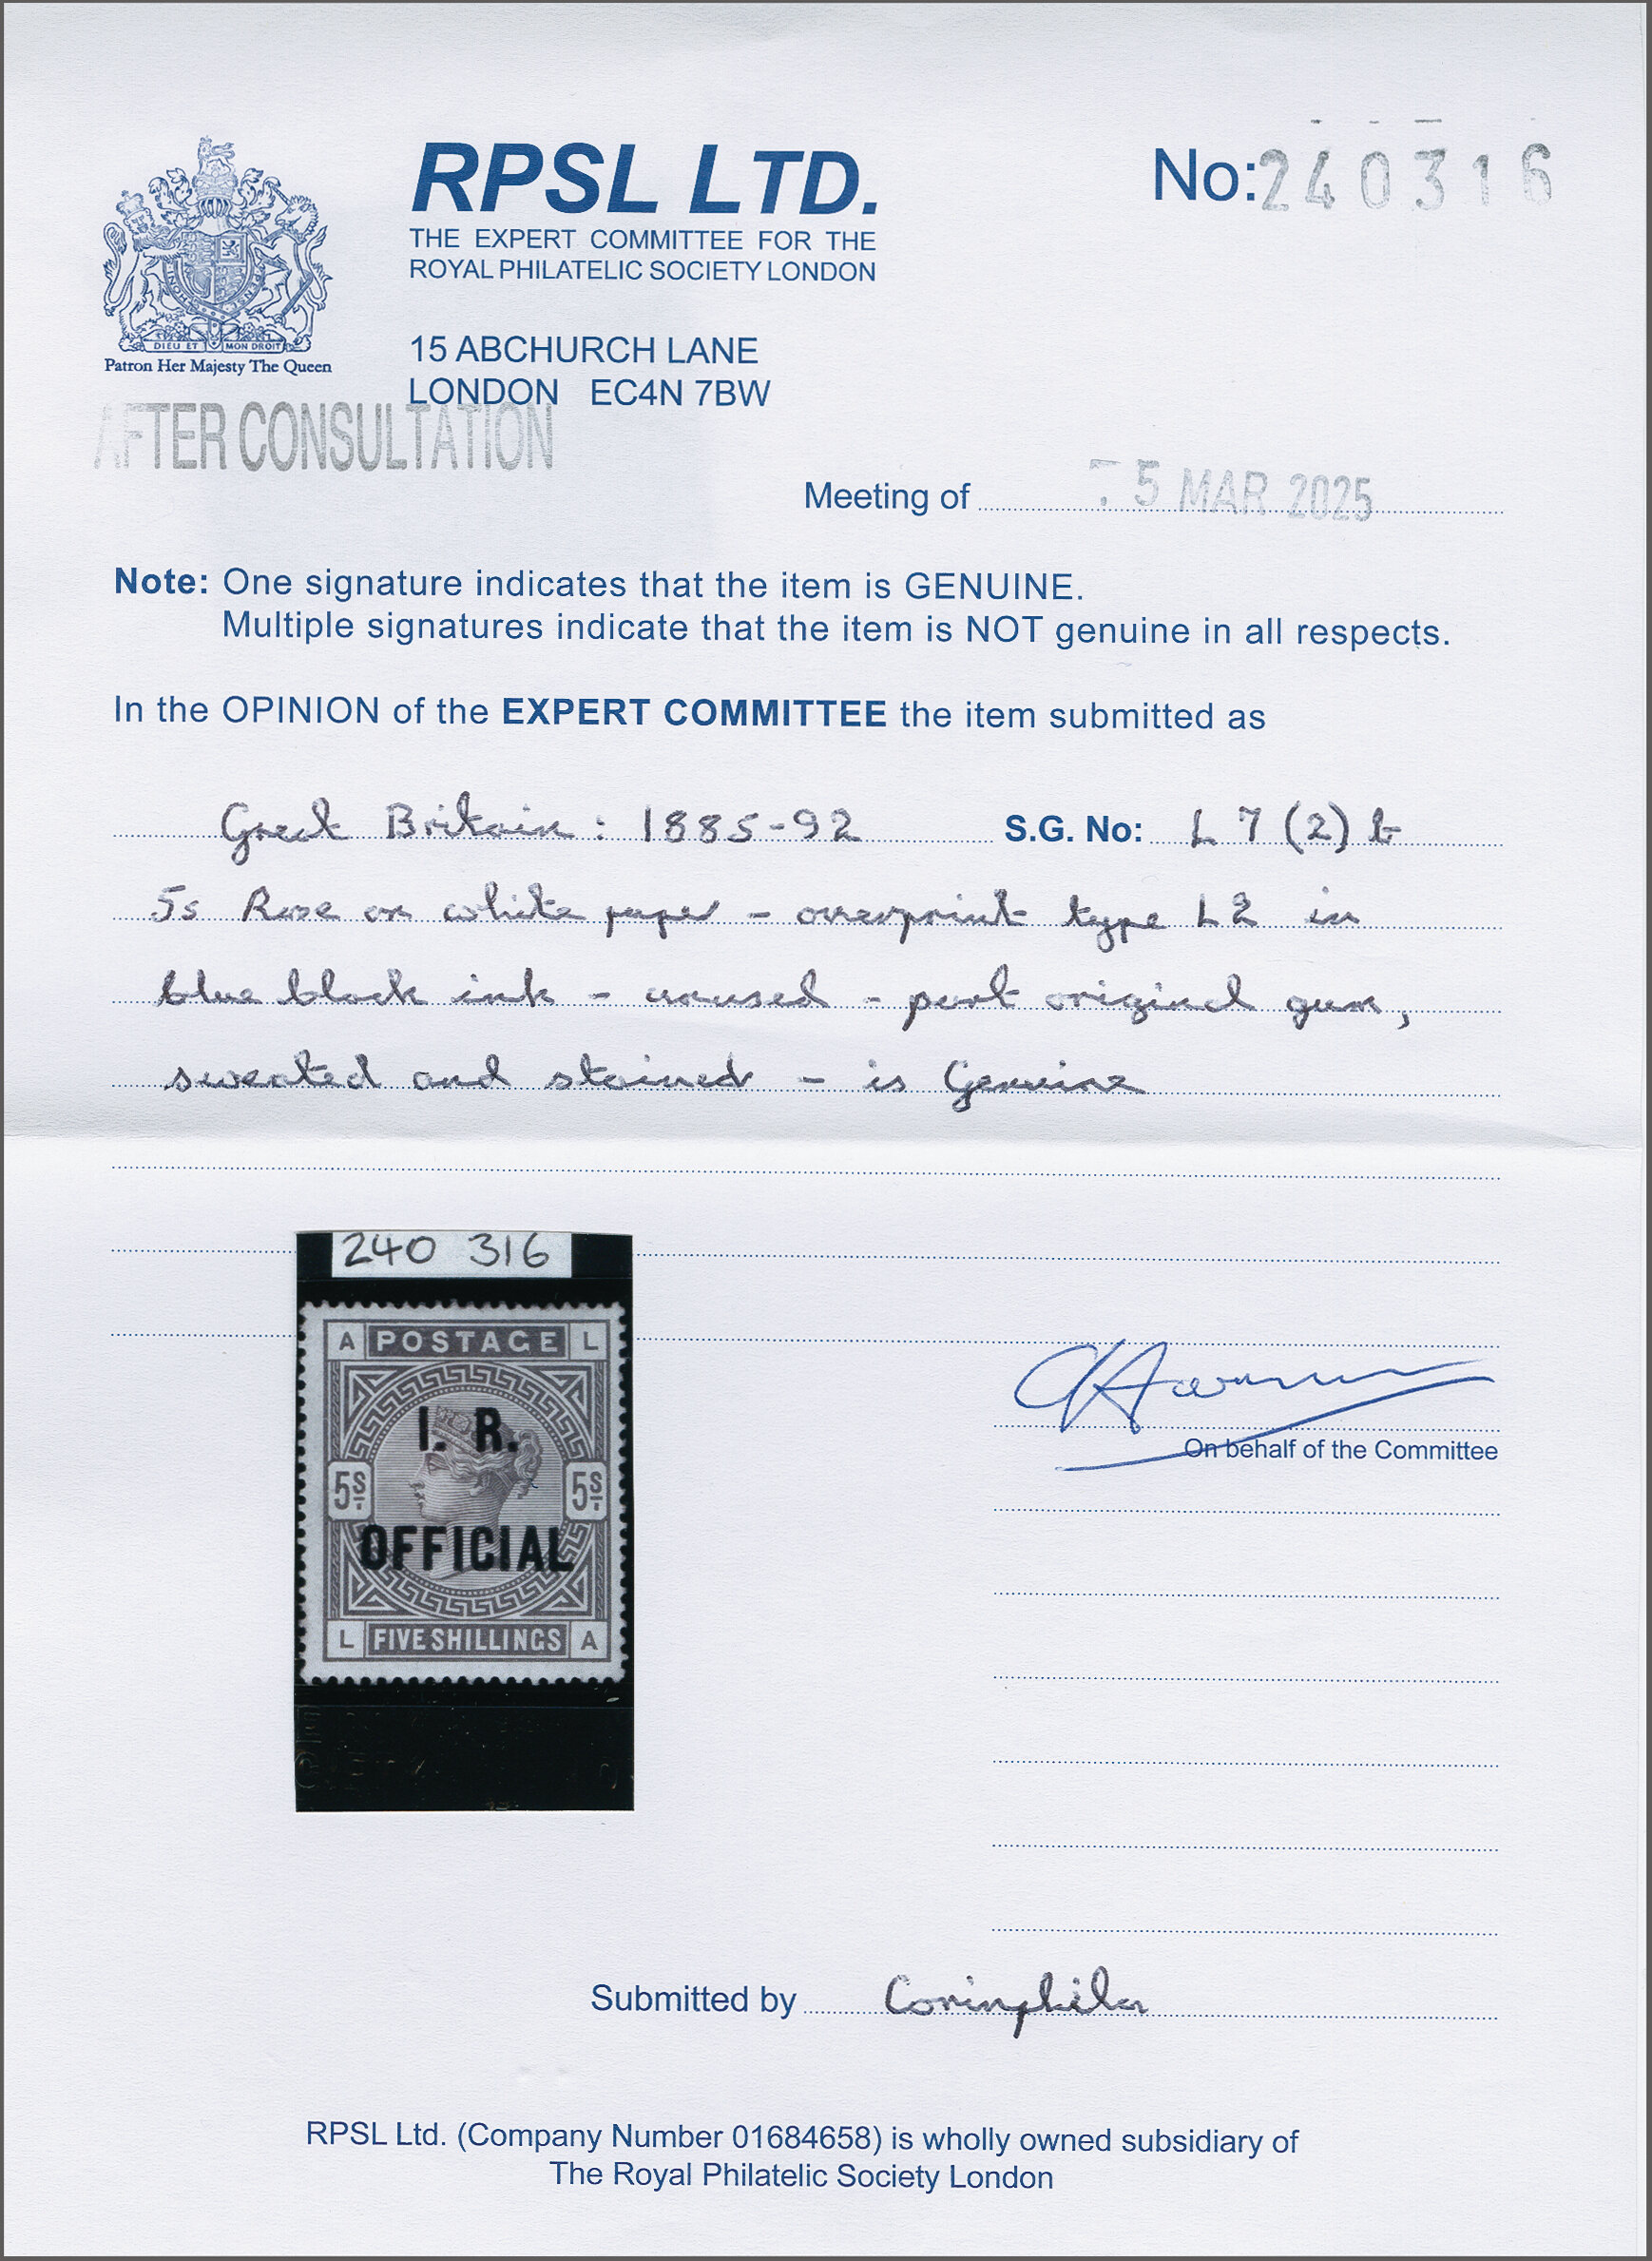 RPSL LTD.
THE EXPERT COMMITTEE FOR THE
ROYAL PHILATELIC SOCIETY LONDON
No: 240316
DIEU ET MON DROIT
Patron Her Majesty The Queen
15 ABCHURCH LANE
LONDON EC4N 7BW
AFTER CONSULTATION
Meeting of 5 MAR 2025
Note: One signature indicates that the item is GENUINE.
Multiple signatures indicate that the item is NOT genuine in all respects.
In the OPINION of the EXPERT COMMITTEE the item submitted as
Great Britain: 1885-92 S.G. No: L7(2)b
5s Rose on white paper - overprint type L2 in
blue black ink - unused - part original gum,
sweated and stained - is Genuine
240 316
A POSTAGE L
I. R.
5s. 5s.
OFFICIAL
L FIVE SHILLINGS A
On behalf of the Committee
Submitted by Corinphila
RPSL Ltd. (Company Number 01684658) is wholly owned subsidiary of
The Royal Philatelic Society London